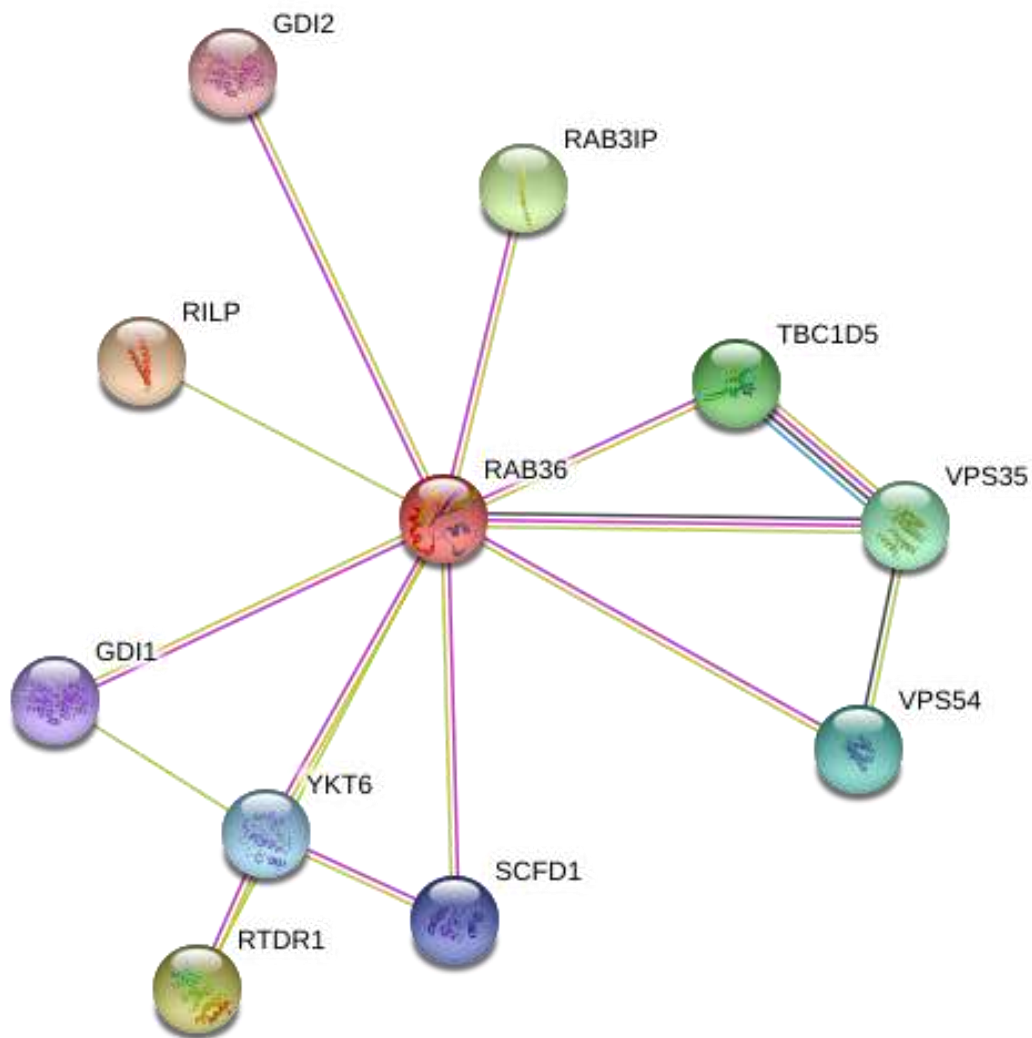 GDI2
RAB3IP
RILP
TBC1D5
RAB36
VPS35
GDI1
VPS54
YKT6
SCFD1
RTDR1